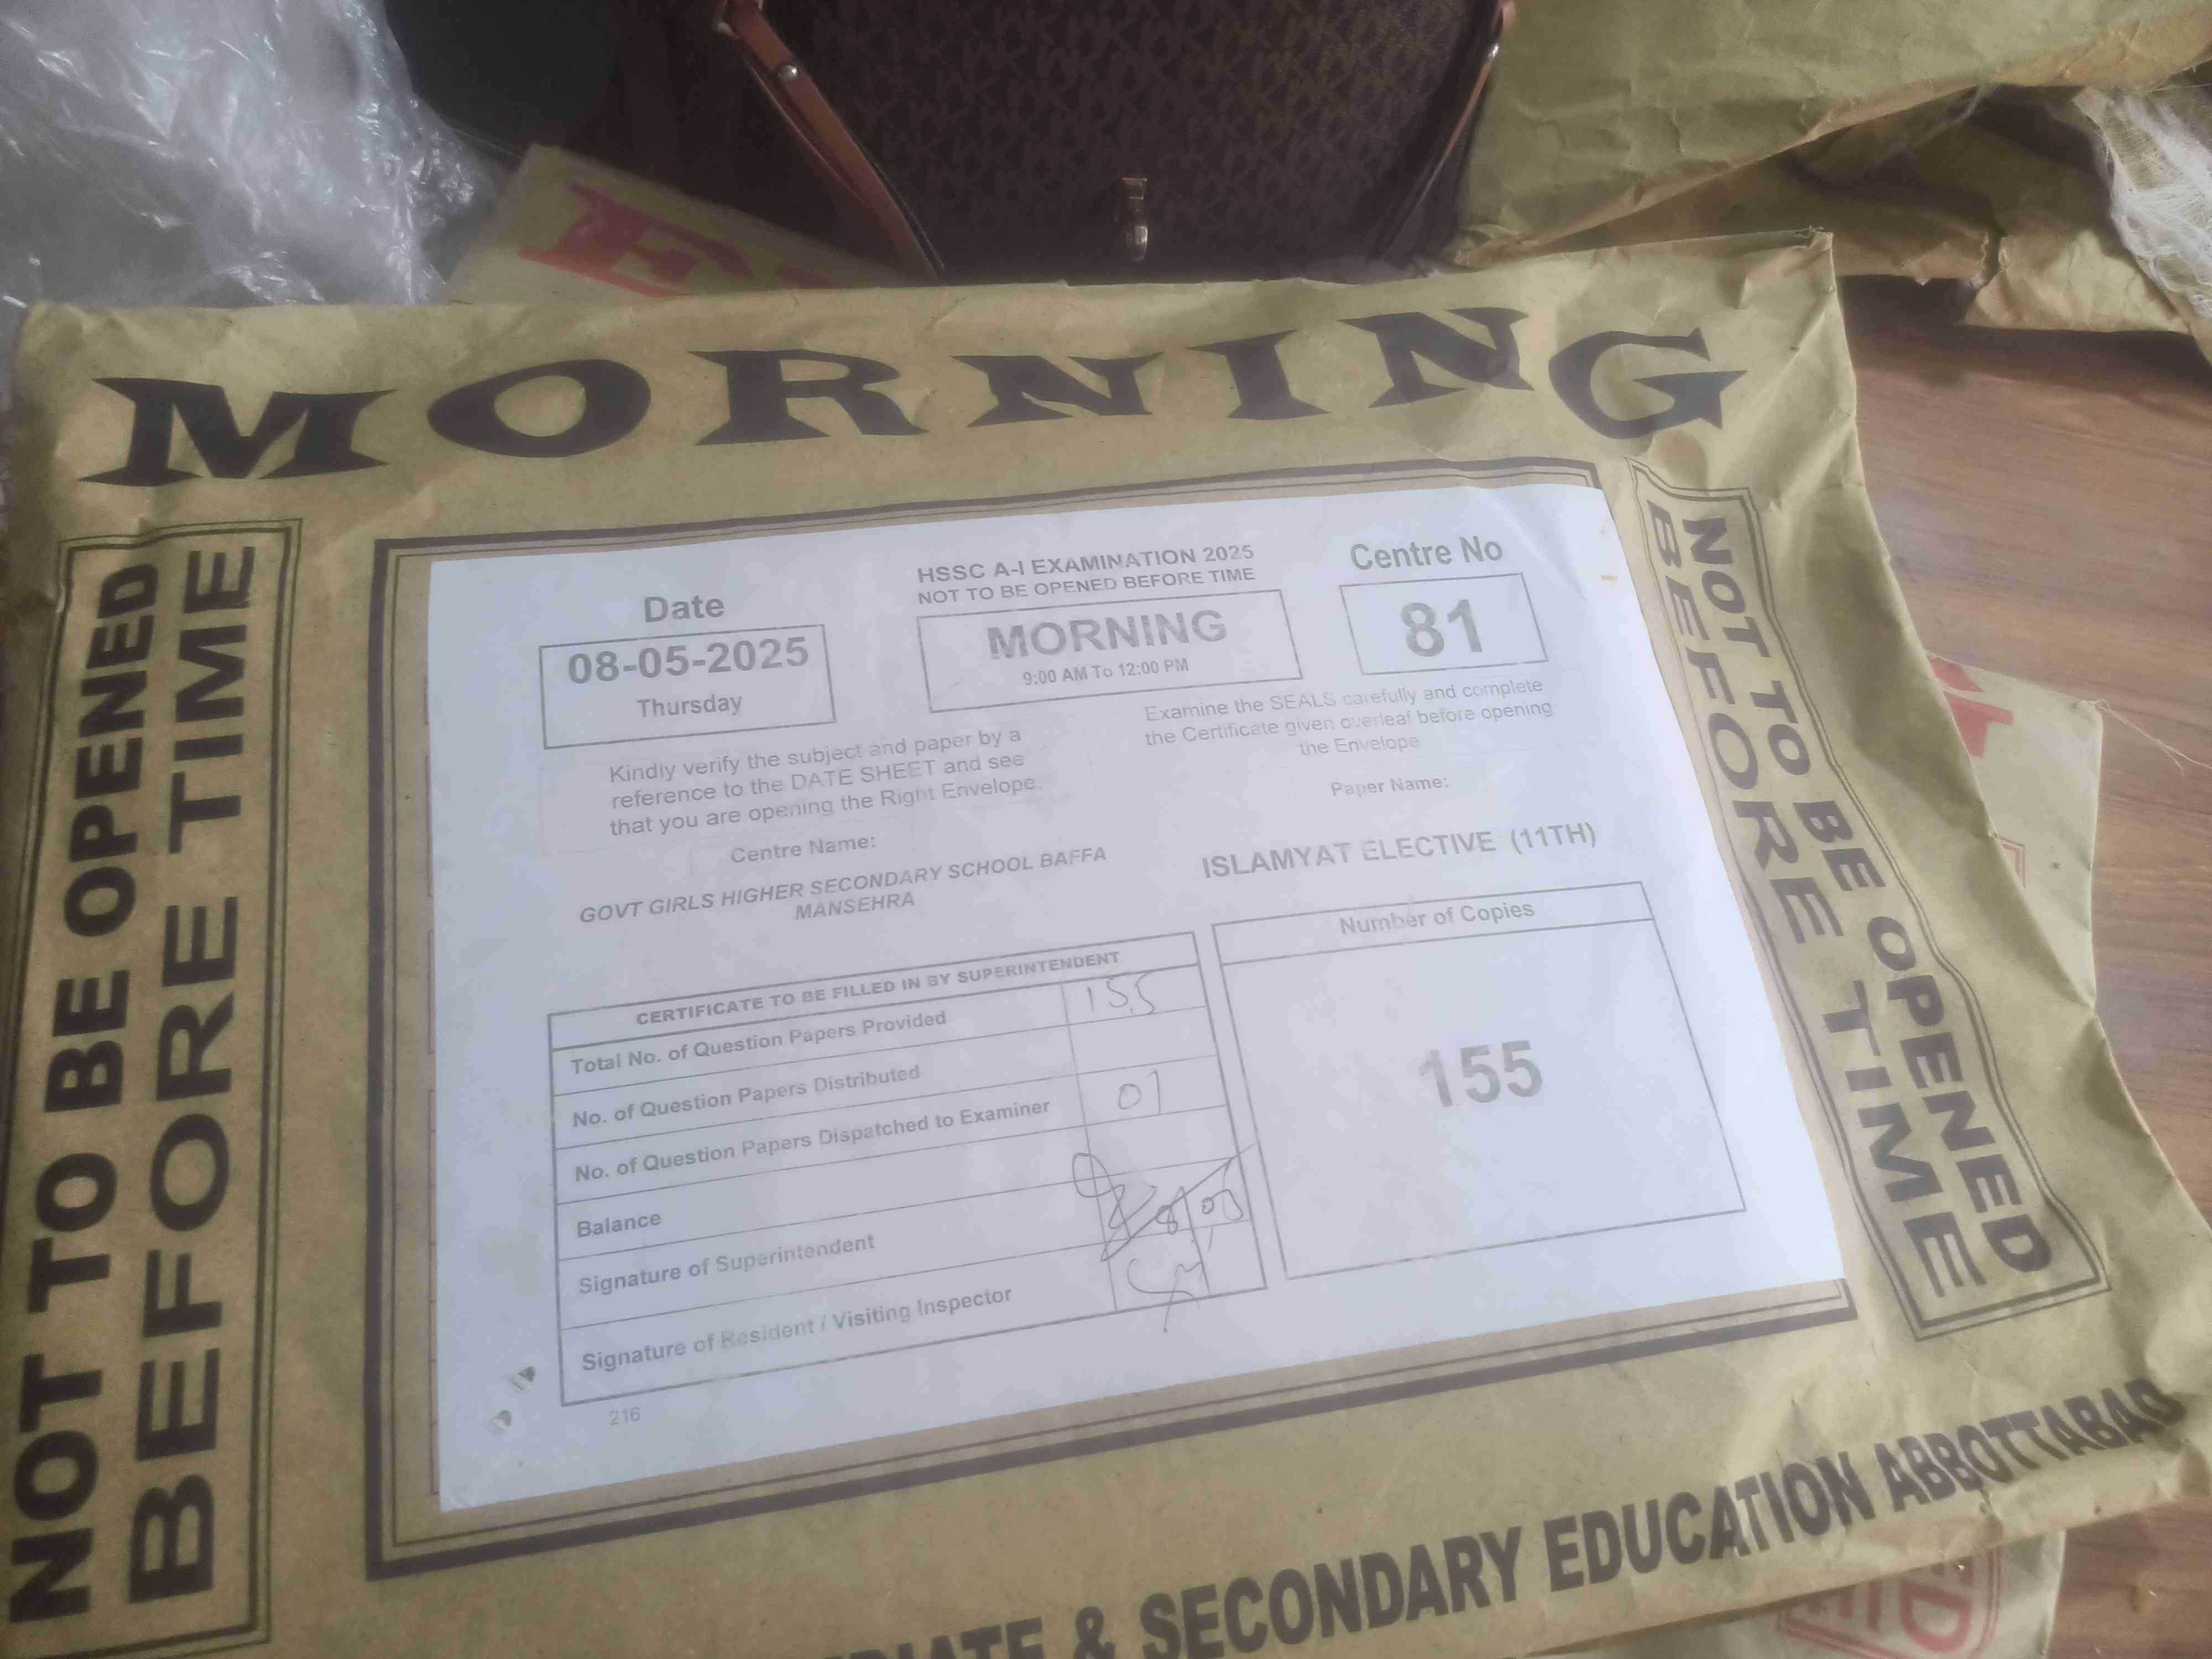 MORNING
NOT TO BE OPENED
BEFORE TIME
HSSC A-I EXAMINATION 2025
NOT TO BE OPENED BEFORE TIME
Date
08-05-2025
Thursday
MORNING
9:00 AM To 12:00 PM
Centre No
81
Kindly verify the subject and paper by a
reference to the DATE SHEET and see
that you are opening the Right Envelope.
Examine the SEALS carefully and complete
the Certificate given overleaf before opening
the Envelope
Centre Name:
GOVT GIRLS HIGHER SECONDARY SCHOOL BAFFA
MANSEHRA
Paper Name:
ISLAMYAT ELECTIVE (11TH)
CERTIFICATE TO BE FILLED IN BY SUPERINTENDENT
Total No. of Question Papers Provided 155
No. of Question Papers Distributed
No. of Question Papers Dispatched to Examiner 01
Balance
Signature of Superintendent
Signature of Resident / Visiting Inspector
Number of Copies
155
216
NOT TO BE OPENED
BEFORE TIME
& SECONDARY EDUCATION ABBOTTABAD